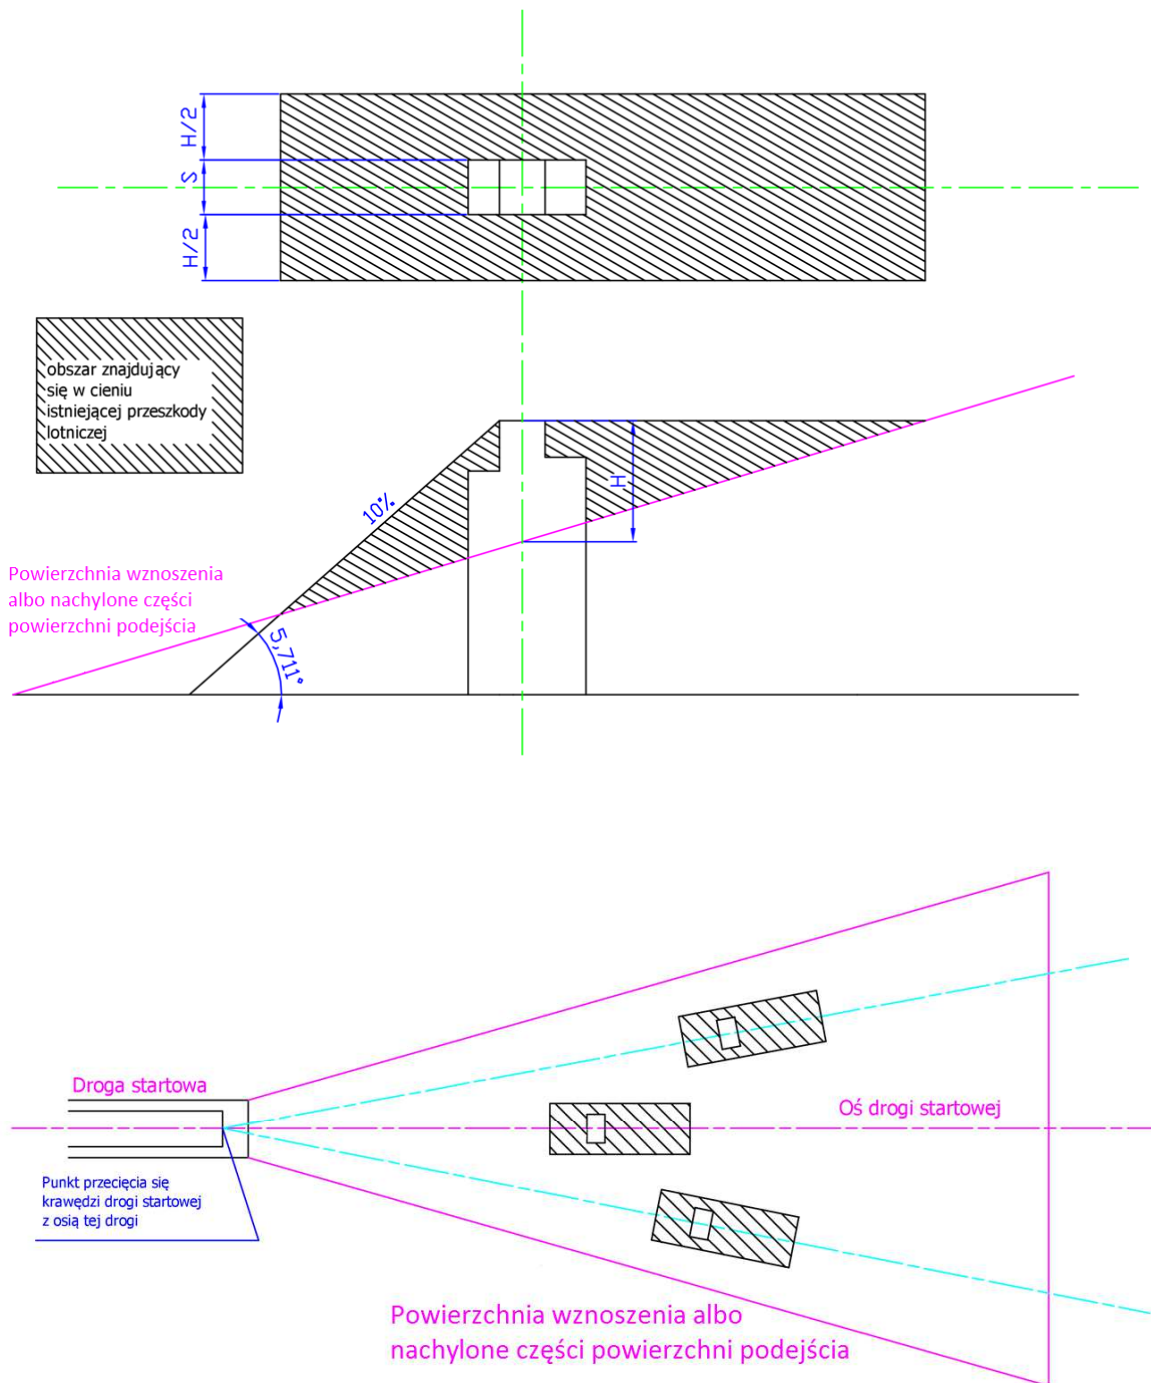 H/2
S
H/2
obszar znajdujący
się w cieniu
istniejącej przeszkody
lotniczej
10%
H
Powierzchnia wznoszenia
albo nachylone części
powierzchni podejścia
5,711°
Droga startowa
Oś drogi startowej
Punkt przecięcia się
krawędzi drogi startowej
z osią tej drogi
Powierzchnia wznoszenia albo
nachylone części powierzchni podejścia